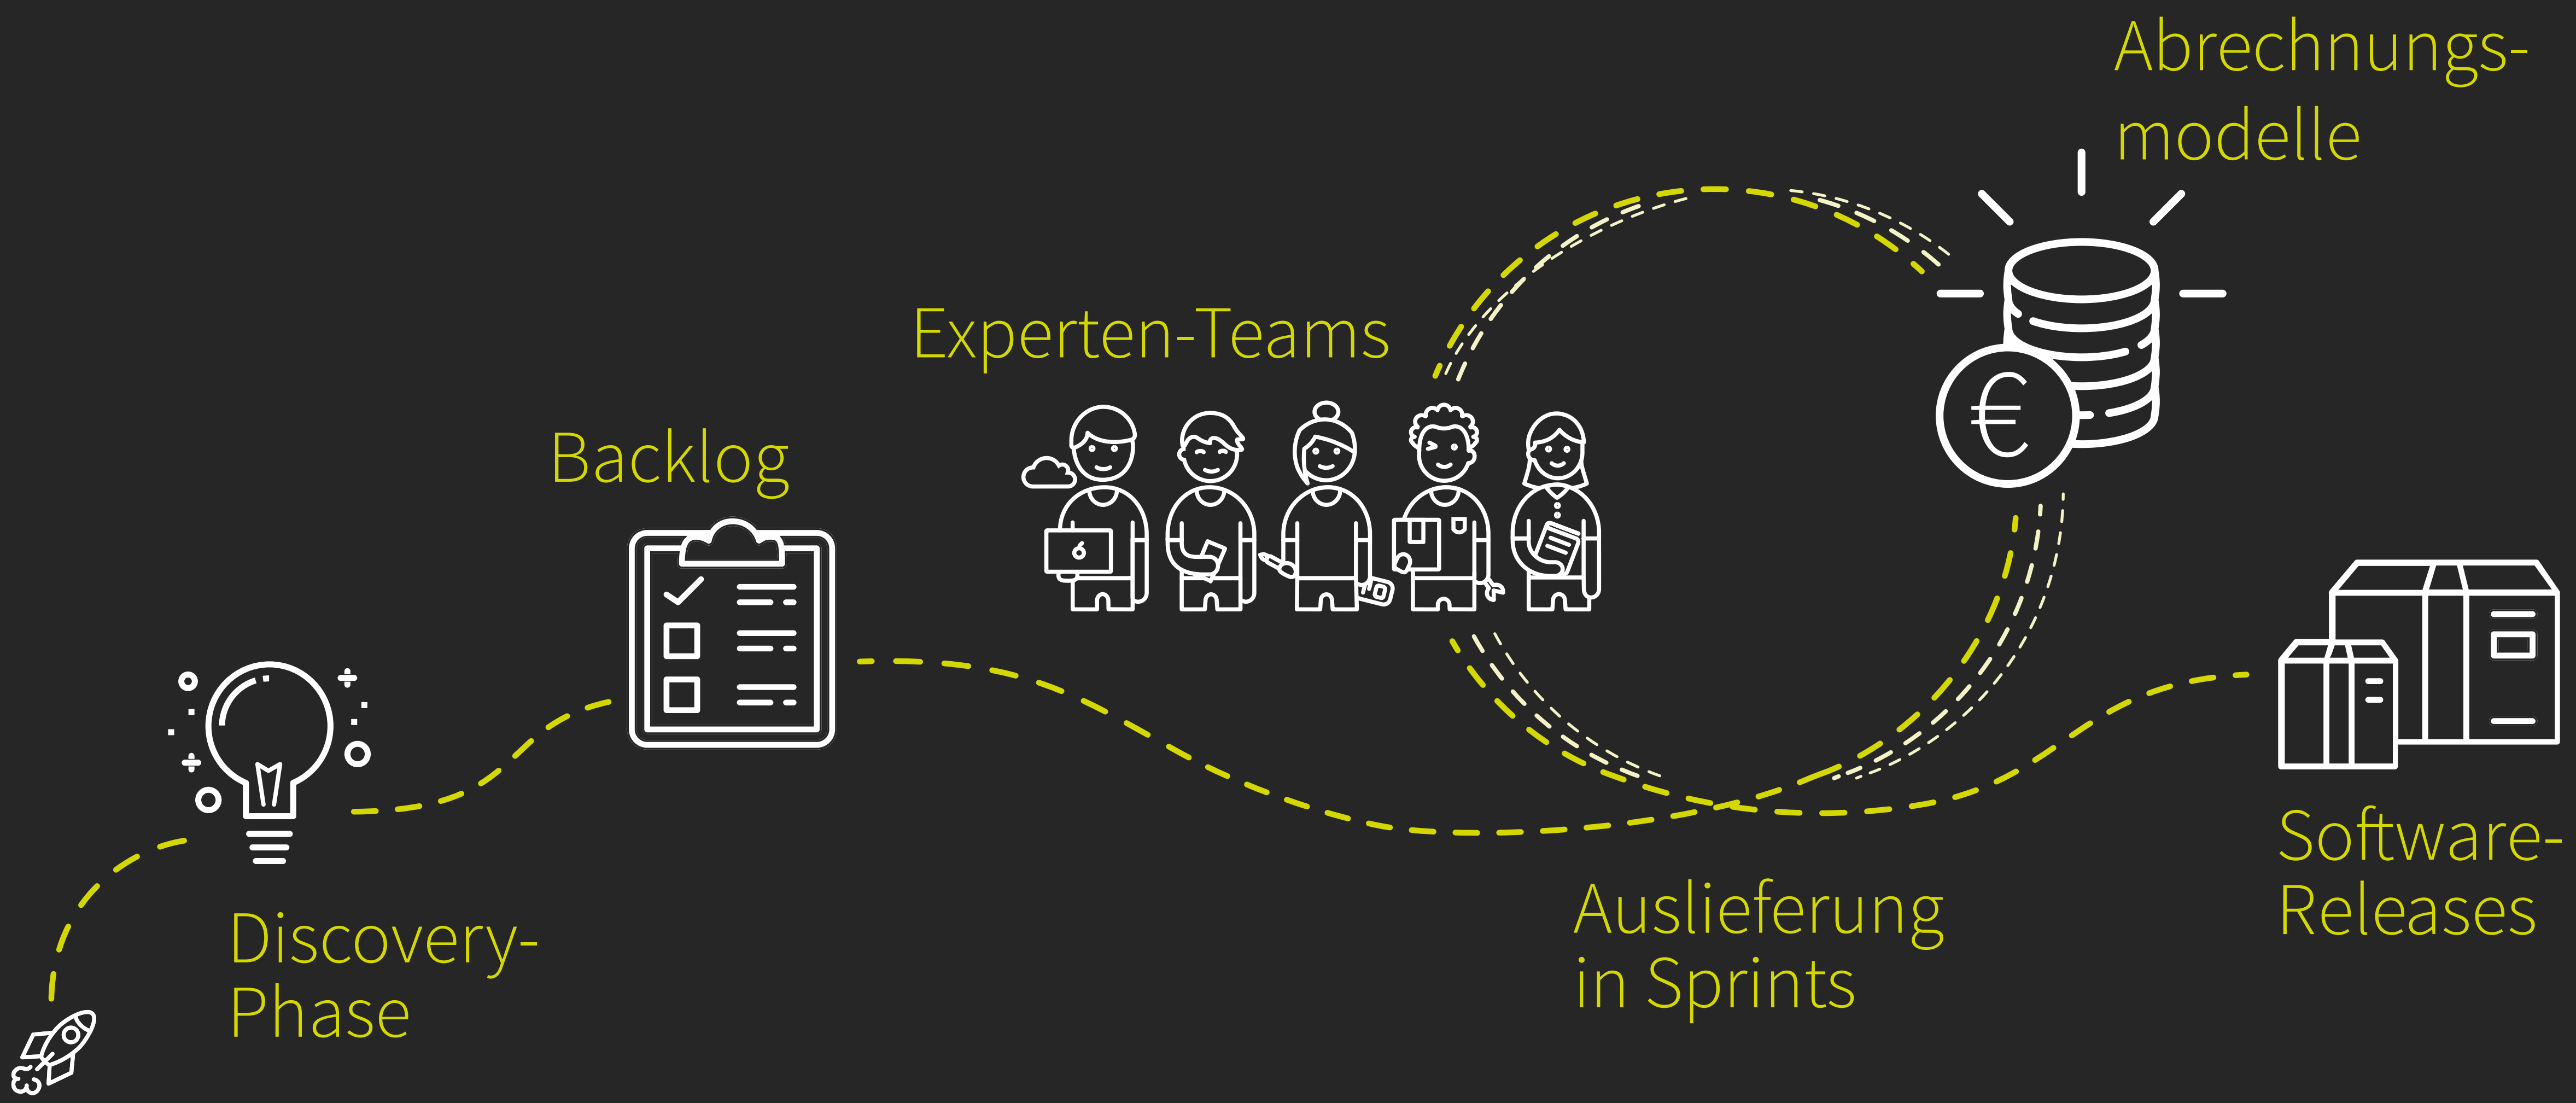 Abrechnungs-
modelle
Experten-Teams
Backlog
€
Discovery-
Phase
Auslieferung
in Sprints
Software-
Releases